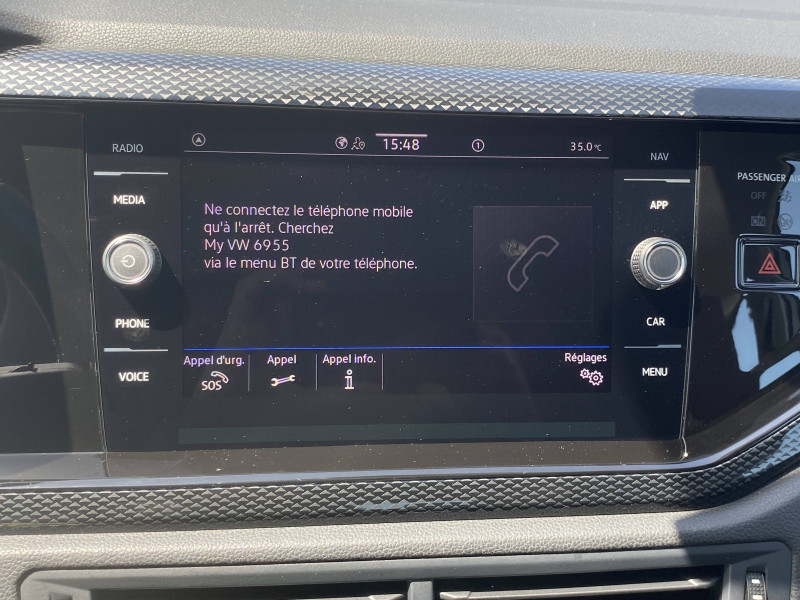 RADIO
MEDIA
PHONE
VOICE
15:48
1
35.0 °C
Ne connectez le téléphone mobile
qu'à l'arrêt. Cherchez
My VW 6955
via le menu BT de votre téléphone.
Appel d'urg. Appel Appel info. Réglages
SOS
i
NAV
APP
CAR
MENU
PASSENGER AI
OFF
ON